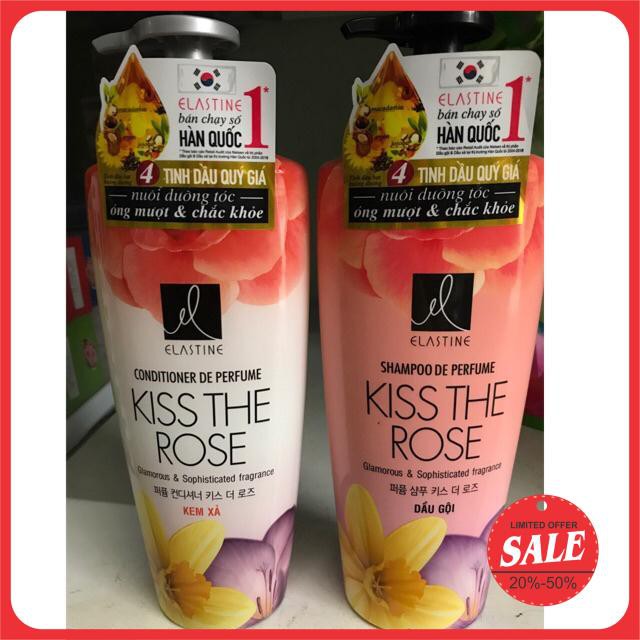 ELASTINE
bán chạy số
HÀN QUỐC 1*
4 TINH DẦU QUÝ GIÁ
nuôi dưỡng tóc
óng mượt & chắc khỏe
el
ELASTINE
CONDITIONER DE PERFUME
KISS THE
ROSE
Glamorous & Sophisticated fragrance
퍼퓸 컨디셔너 키스 더 로즈
KEM XẢ
macadamia
ELASTINE
bán chạy số
HÀN QUỐC 1*
4 TINH DẦU QUÝ GIÁ
nuôi dưỡng tóc
óng mượt & chắc khỏe
el
ELASTINE
SHAMPOO DE PERFUME
KISS THE
ROSE
Glamorous & Sophisticated fragrance
퍼퓸 샴푸 키스 더 로즈
DẦU GỘI
LIMITED OFFER
SALE
20%-50%